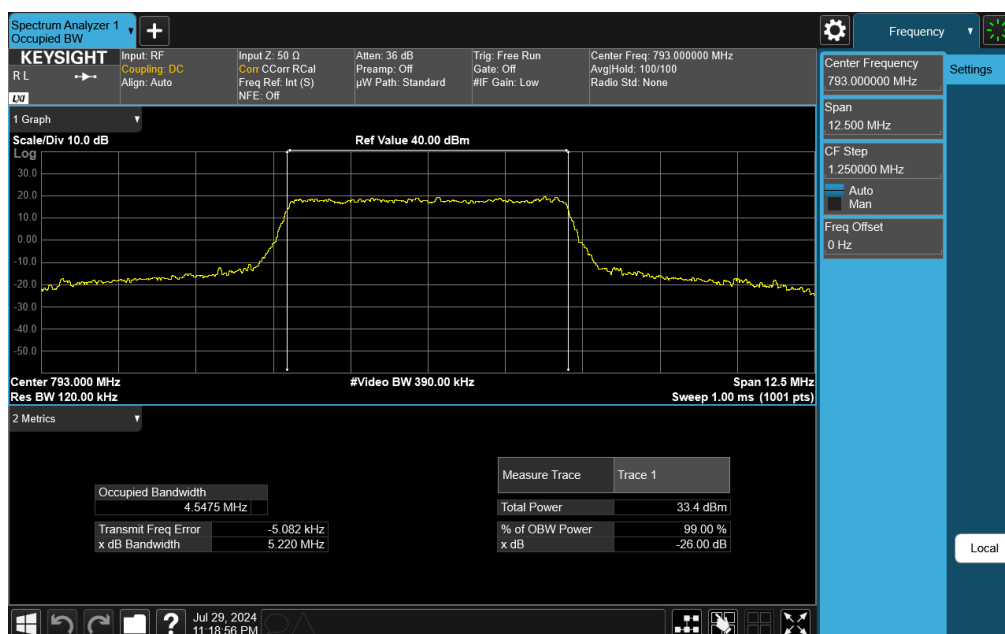 Spectrum Analyzer 1
Occupied BW
Frequency
KEYSIGHT
R L
LXI
Input: RF
Coupling: DC
Align: Auto
Input Z: 50 Ω
Corr CCorr RCal
Freq Ref: Int (S)
NFE: Off
Atten: 36 dB
Preamp: Off
µW Path: Standard
Trig: Free Run
Gate: Off
#IF Gain: Low
Center Freq: 793.000000 MHz
Avg|Hold: 100/100
Radio Std: None
Center Frequency
793.000000 MHz
Settings
Span
12.500 MHz
CF Step
1.250000 MHz
Auto
Man
Freq Offset
0 Hz
1 Graph
Scale/Div 10.0 dB
Ref Value 40.00 dBm
Log
30.0
20.0
10.0
0.00
-10.0
-20.0
-30.0
-40.0
-50.0
Center 793.000 MHz
#Video BW 390.00 kHz
Span 12.5 MHz
Res BW 120.00 kHz
Sweep 1.00 ms (1001 pts)
2 Metrics
Measure Trace Trace 1
Occupied Bandwidth
4.5475 MHz
Total Power 33.4 dBm
Transmit Freq Error -5.082 kHz
% of OBW Power 99.00 %
x dB Bandwidth 5.220 MHz
x dB -26.00 dB
Local
?
Jul 29, 2024
11:18:56 PM